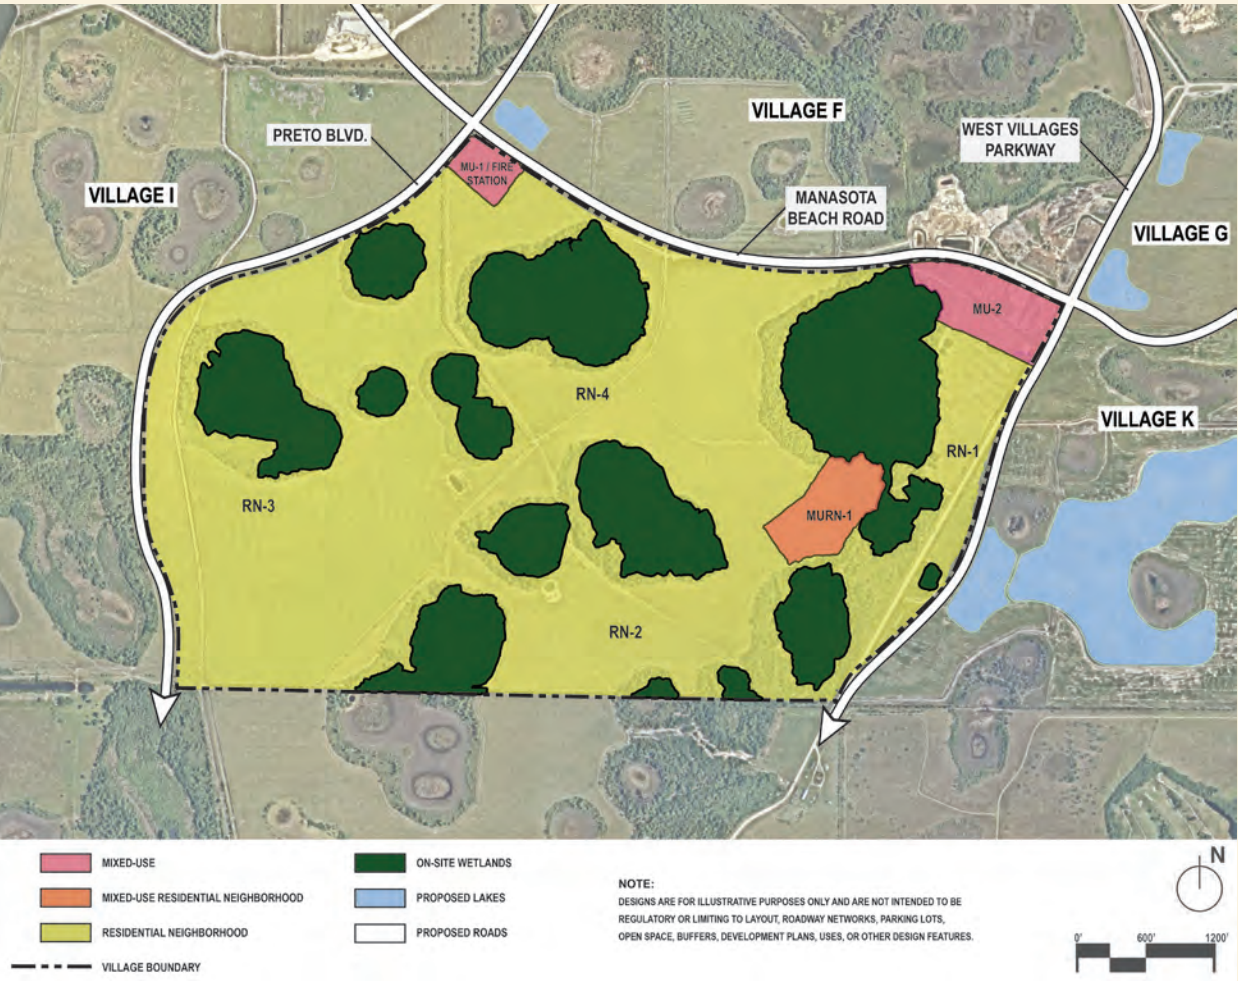 VILLAGE F
PRETO BLVD.
WEST VILLAGES
PARKWAY
MU-1 / FIRE
STATION
VILLAGE I
MANASOTA
BEACH ROAD
VILLAGE G
MU-2
RN-4
VILLAGE K
RN-1
RN-3
MURN-1
RN-2
MIXED-USE
MIXED-USE RESIDENTIAL NEIGHBORHOOD
RESIDENTIAL NEIGHBORHOOD
VILLAGE BOUNDARY
ON-SITE WETLANDS
PROPOSED LAKES
PROPOSED ROADS
NOTE:
DESIGNS ARE FOR ILLUSTRATIVE PURPOSES ONLY AND ARE NOT INTENDED TO BE
REGULATORY OR LIMITING TO LAYOUT, ROADWAY NETWORKS, PARKING LOTS,
OPEN SPACE, BUFFERS, DEVELOPMENT PLANS, USES, OR OTHER DESIGN FEATURES.
N
0' 600' 1200'